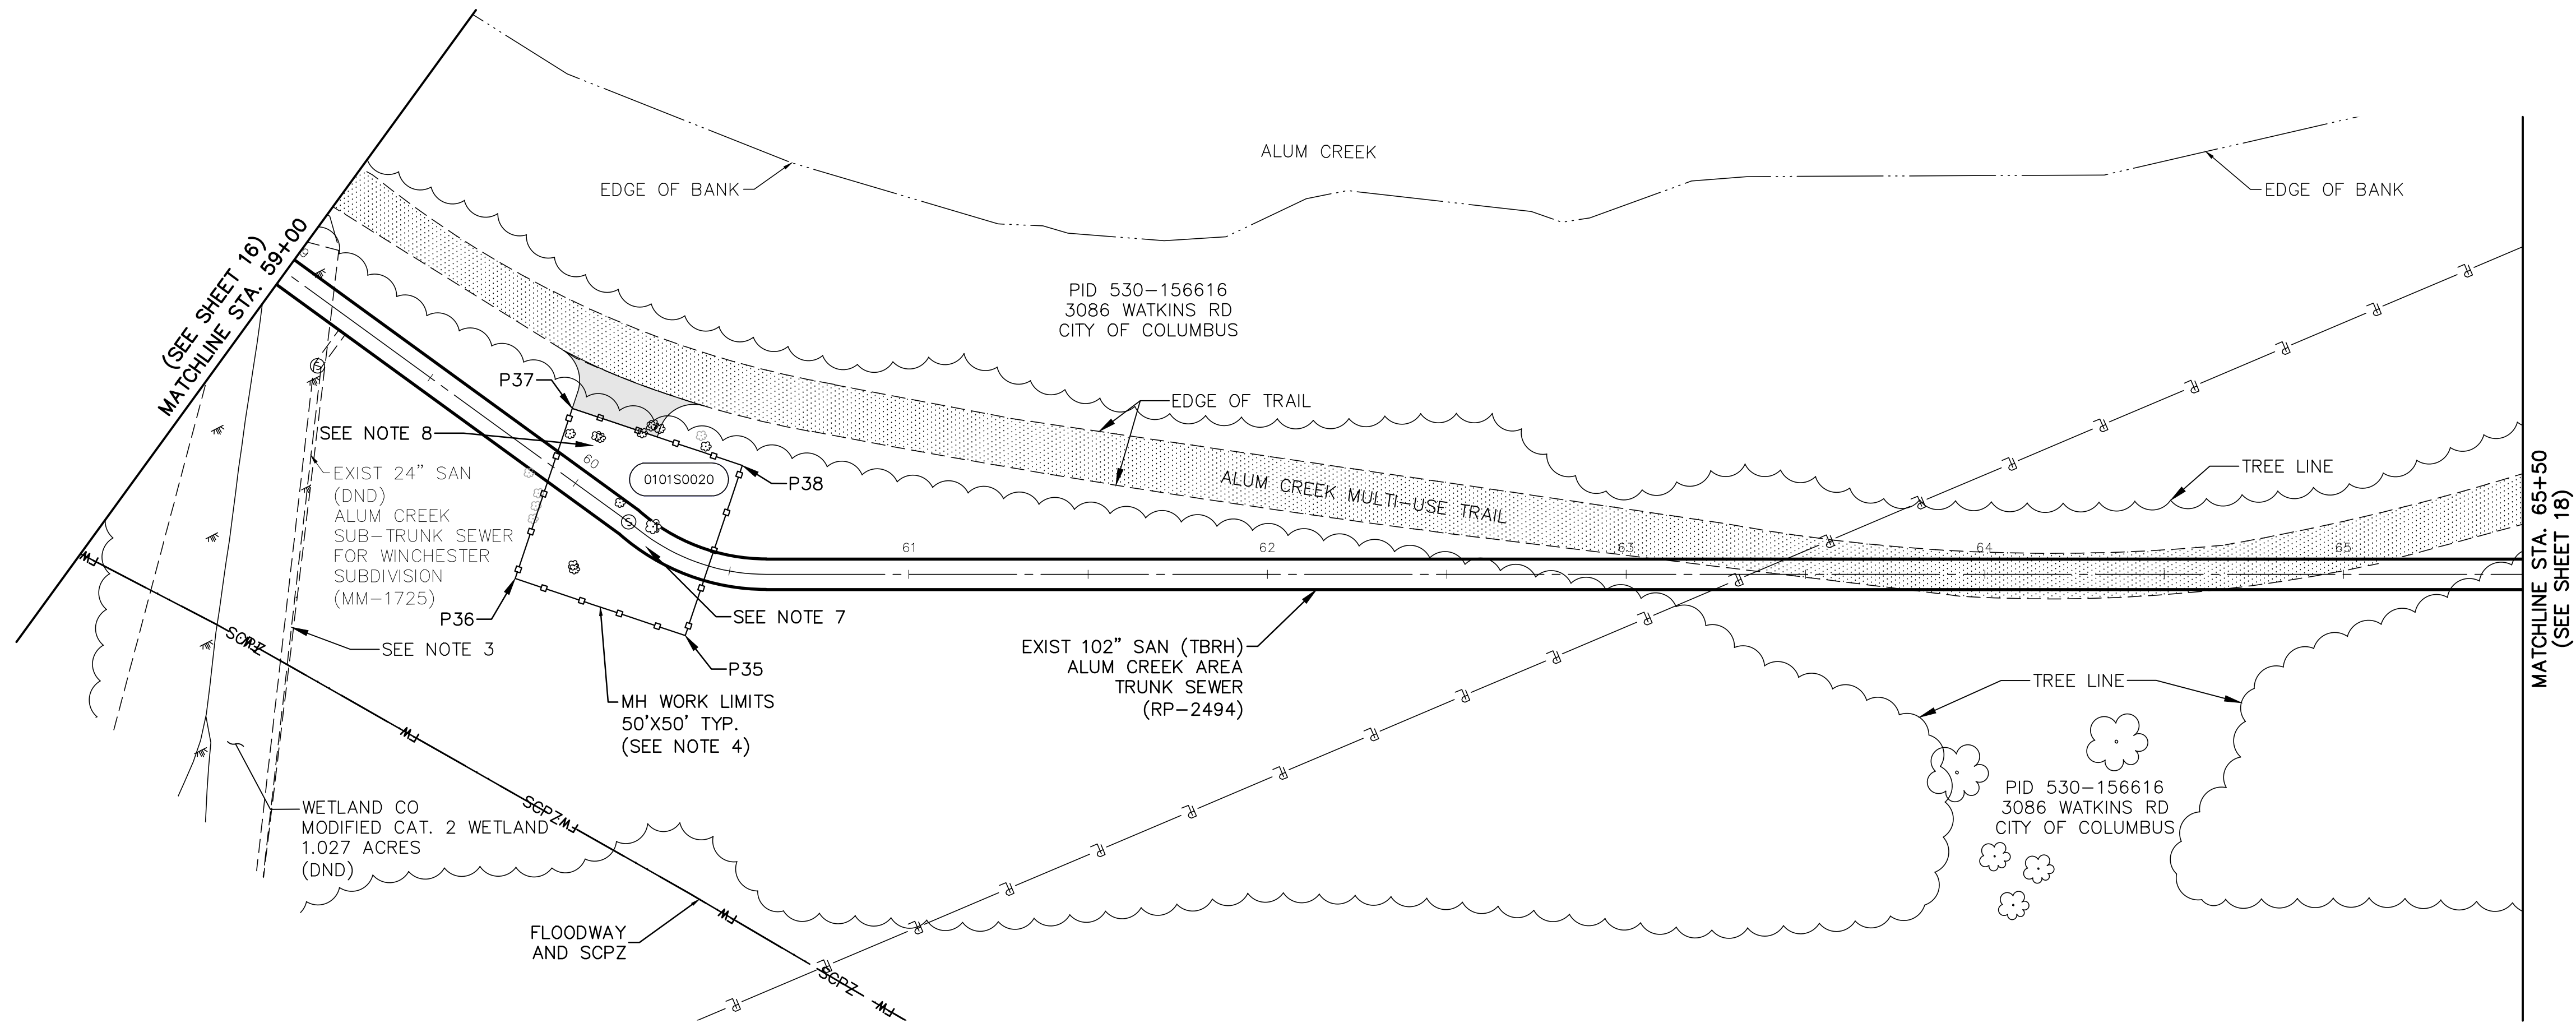 ALUM CREEK
EDGE OF BANK
EDGE OF BANK
(SEE SHEET 16)
MATCHLINE STA. 59+00
PID 530-156616
3086 WATKINS RD
CITY OF COLUMBUS
P37
EDGE OF TRAIL
SEE NOTE 8
60
0101S0020
P38
ALUM CREEK MULTI-USE TRAIL
TREE LINE
EXIST 24" SAN
(DND)
ALUM CREEK
SUB-TRUNK SEWER
FOR WINCHESTER
SUBDIVISION
(MM-1725)
S
61
62
63
64
65
MATCHLINE STA. 65+50
(SEE SHEET 18)
FW
P36
SEE NOTE 7
SCPZ
FW
SEE NOTE 3
P35
EXIST 102" SAN (TBRH)
ALUM CREEK AREA
TRUNK SEWER
(RP-2494)
MH WORK LIMITS
50'X50' TYP.
(SEE NOTE 4)
TREE LINE
FW
WETLAND CO
MODIFIED CAT. 2 WETLAND
1.027 ACRES
(DND)
SCPZ
FW
PID 530-156616
3086 WATKINS RD
CITY OF COLUMBUS
FLOODWAY
AND SCPZ
FW
SCPZ
FW